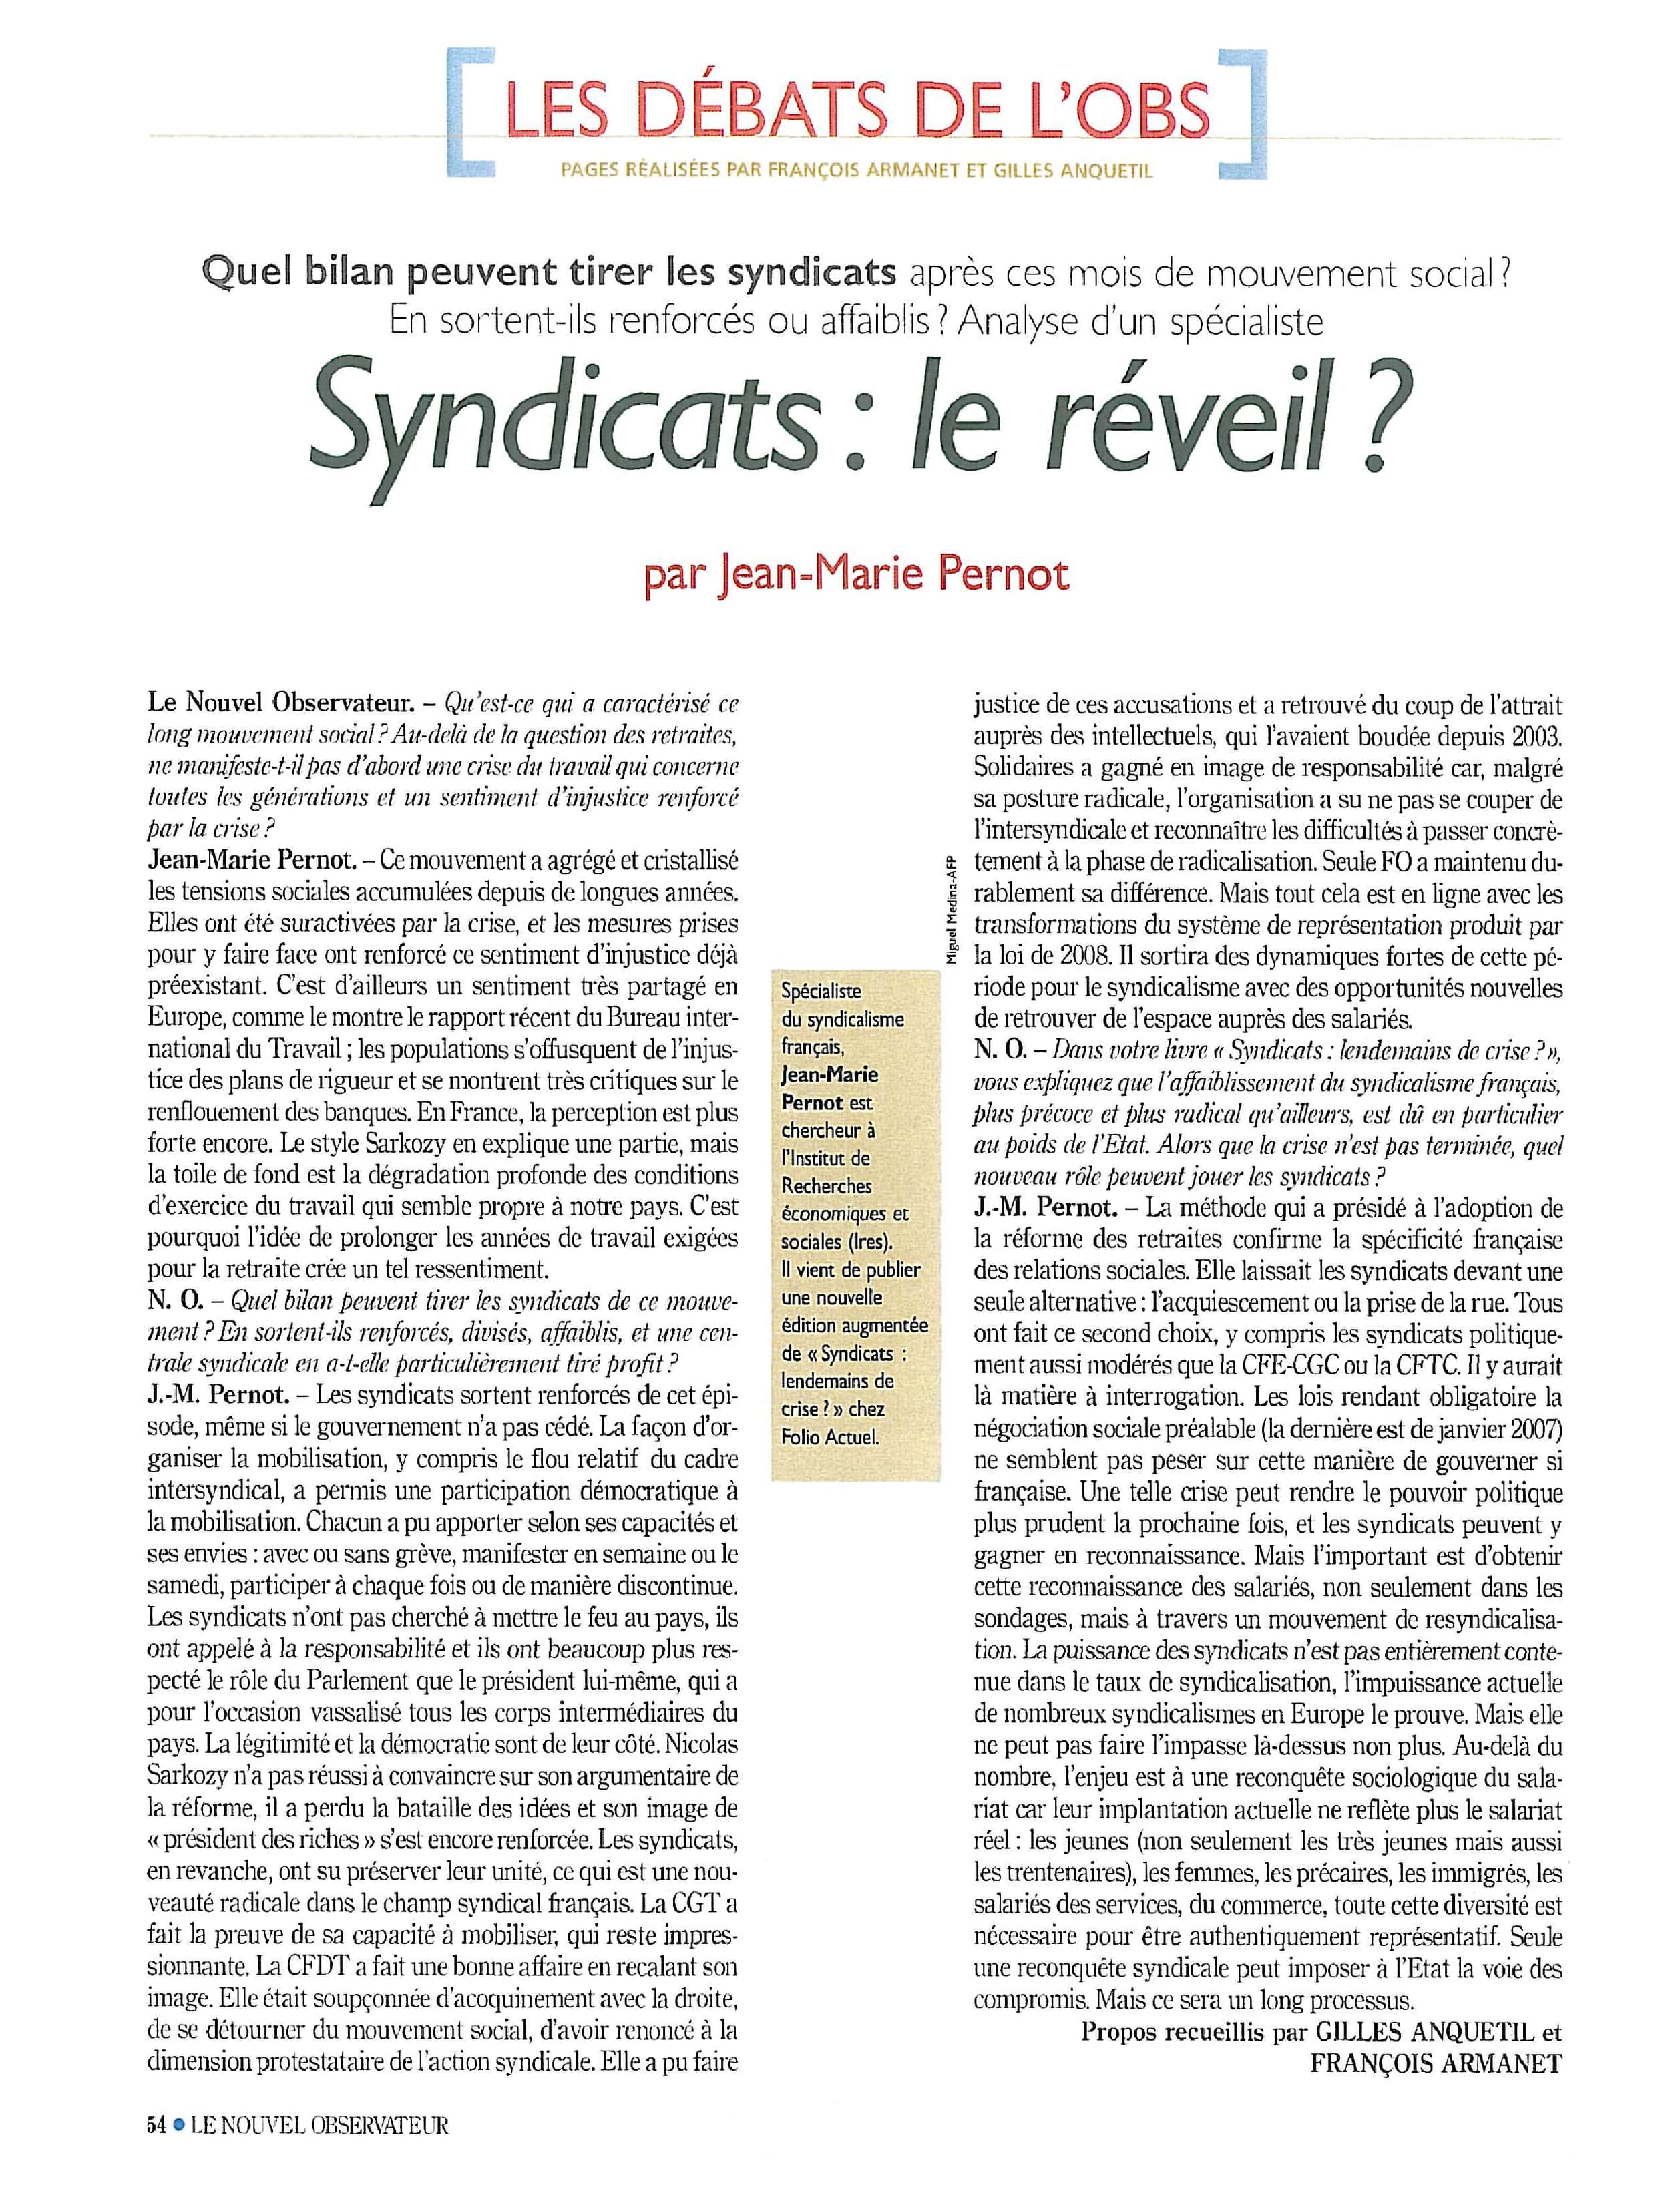 LES DÉBATS DE L'OBS
PAGES RÉALISÉES PAR FRANÇOIS ARMANET ET GILLES ANQUETIL
Quel bilan peuvent tirer les syndicats après ces mois de mouvement social ?
En sortent-ils renforcés ou affaiblis ? Analyse d'un spécialiste
Syndicats : le réveil ?
par Jean-Marie Pernot
Le Nouvel Observateur. – Qu'est-ce qui a caractérisé ce
long mouvement social ? Au-delà de la question des retraites,
ne manifeste-t-il pas d'abord une crise du travail qui concerne
toutes les générations et un sentiment d'injustice renforcé
par la crise ?
Jean-Marie Pernot. – Ce mouvement a agrégé et cristallisé
les tensions sociales accumulées depuis de longues années.
Elles ont été suractivées par la crise, et les mesures prises
pour y faire face ont renforcé ce sentiment d'injustice déjà
préexistant. C'est d'ailleurs un sentiment très partagé en
Europe, comme le montre le rapport récent du Bureau inter-
national du Travail ; les populations s'offusquent de l'injus-
tice des plans de rigueur et se montrent très critiques sur le
renflouement des banques. En France, la perception est plus
forte encore. Le style Sarkozy en explique une partie, mais
la toile de fond est la dégradation profonde des conditions
d'exercice du travail qui semble propre à notre pays. C'est
pourquoi l'idée de prolonger les années de travail exigées
pour la retraite crée un tel ressentiment.
N. O. – Quel bilan peuvent tirer les syndicats de ce mouve-
ment ? En sortent-ils renforcés, divisés, affaiblis, et une cen-
trale syndicale en a-t-elle particulièrement tiré profit ?
J.-M. Pernot. – Les syndicats sortent renforcés de cet épi-
sode, même si le gouvernement n'a pas cédé. La façon d'or-
ganiser la mobilisation, y compris le flou relatif du cadre
intersyndical, a permis une participation démocratique à
la mobilisation. Chacun a pu apporter selon ses capacités et
ses envies : avec ou sans grève, manifester en semaine ou le
samedi, participer à chaque fois ou de manière discontinue.
Les syndicats n'ont pas cherché à mettre le feu au pays, ils
ont appelé à la responsabilité et ils ont beaucoup plus res-
pecté le rôle du Parlement que le président lui-même, qui a
pour l'occasion vassalisé tous les corps intermédiaires du
pays. La légitimité et la démocratie sont de leur côté. Nicolas
Sarkozy n'a pas réussi à convaincre sur son argumentaire de
la réforme, il a perdu la bataille des idées et son image de
« président des riches » s'est encore renforcée. Les syndicats,
en revanche, ont su préserver leur unité, ce qui est une nou-
veauté radicale dans le champ syndical français. La CGT a
fait la preuve de sa capacité à mobiliser, qui reste impres-
sionnante. La CFDT a fait une bonne affaire en recalant son
image. Elle était soupçonnée d'acoquinement avec la droite,
de se détourner du mouvement social, d'avoir renoncé à la
dimension protestataire de l'action syndicale. Elle a pu faire
Miguel Medina-AFP
Spécialiste
du syndicalisme
français,
Jean-Marie
Pernot est
chercheur à
l'Institut de
Recherches
économiques et
sociales (Ires).
Il vient de publier
une nouvelle
édition augmentée
de « Syndicats :
lendemains de
crise ? » chez
Folio Actuel.
justice de ces accusations et a retrouvé du coup de l'attrait
auprès des intellectuels, qui l'avaient boudée depuis 2003.
Solidaires a gagné en image de responsabilité car, malgré
sa posture radicale, l'organisation a su ne pas se couper de
l'intersyndicale et reconnaître les difficultés à passer concrè-
tement à la phase de radicalisation. Seule FO a maintenu du-
rablement sa différence. Mais tout cela est en ligne avec les
transformations du système de représentation produit par
la loi de 2008. Il sortira des dynamiques fortes de cette pé-
riode pour le syndicalisme avec des opportunités nouvelles
de retrouver de l'espace auprès des salariés.
N. O. – Dans votre livre « Syndicats : lendemains de crise ? »,
vous expliquez que l'affaiblissement du syndicalisme français,
plus précoce et plus radical qu'ailleurs, est dû en particulier
au poids de l'Etat. Alors que la crise n'est pas terminée, quel
nouveau rôle peuvent jouer les syndicats ?
J.-M. Pernot. – La méthode qui a présidé à l'adoption de
la réforme des retraites confirme la spécificité française
des relations sociales. Elle laissait les syndicats devant une
seule alternative : l'acquiescement ou la prise de la rue. Tous
ont fait ce second choix, y compris les syndicats politique-
ment aussi modérés que la CFE-CGC ou la CFTC. Il y aurait
là matière à interrogation. Les lois rendant obligatoire la
négociation sociale préalable (la dernière est de janvier 2007)
ne semblent pas peser sur cette manière de gouverner si
française. Une telle crise peut rendre le pouvoir politique
plus prudent la prochaine fois, et les syndicats peuvent y
gagner en reconnaissance. Mais l'important est d'obtenir
cette reconnaissance des salariés, non seulement dans les
sondages, mais à travers un mouvement de resyndicalisa-
tion. La puissance des syndicats n'est pas entièrement conte-
nue dans le taux de syndicalisation, l'impuissance actuelle
de nombreux syndicalismes en Europe le prouve. Mais elle
ne peut pas faire l'impasse là-dessus non plus. Au-delà du
nombre, l'enjeu est à une reconquête sociologique du sala-
riat car leur implantation actuelle ne reflète plus le salariat
réel : les jeunes (non seulement les très jeunes mais aussi
les trentenaires), les femmes, les précaires, les immigrés, les
salariés des services, du commerce, toute cette diversité est
nécessaire pour être authentiquement représentatif. Seule
une reconquête syndicale peut imposer à l'Etat la voie des
compromis. Mais ce sera un long processus.
Propos recueillis par GILLES ANQUETIL et
FRANÇOIS ARMANET
54 • LE NOUVEL OBSERVATEUR